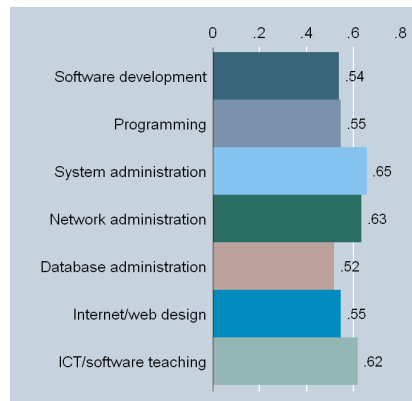 0 .2 .4 .6 .8
Software development .54
Programming .55
System administration .65
Network administration .63
Database administration .52
Internet/web design .55
ICT/software teaching .62